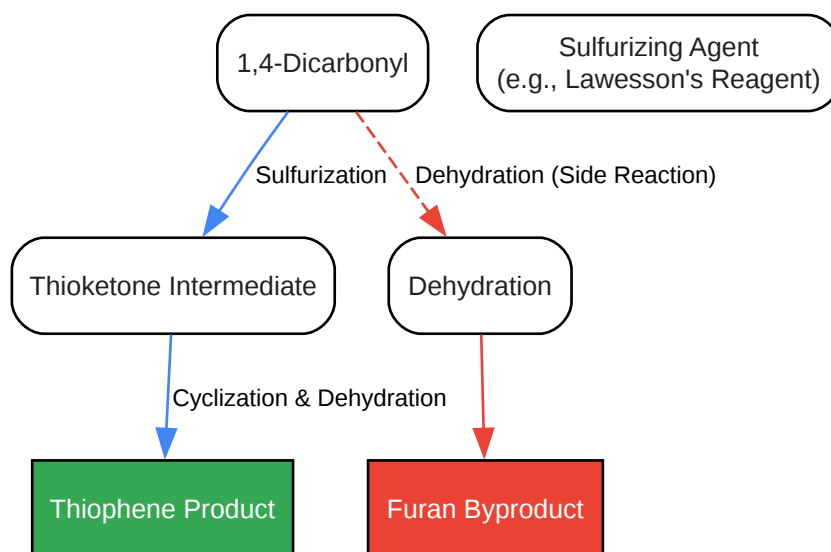 1,4-Dicarbonyl
Sulfurizing Agent
(e.g., Lawesson's Reagent)
Sulfurization
Dehydration (Side Reaction)
Thioketone Intermediate
Dehydration
Cyclization & Dehydration
Thiophene Product
Furan Byproduct